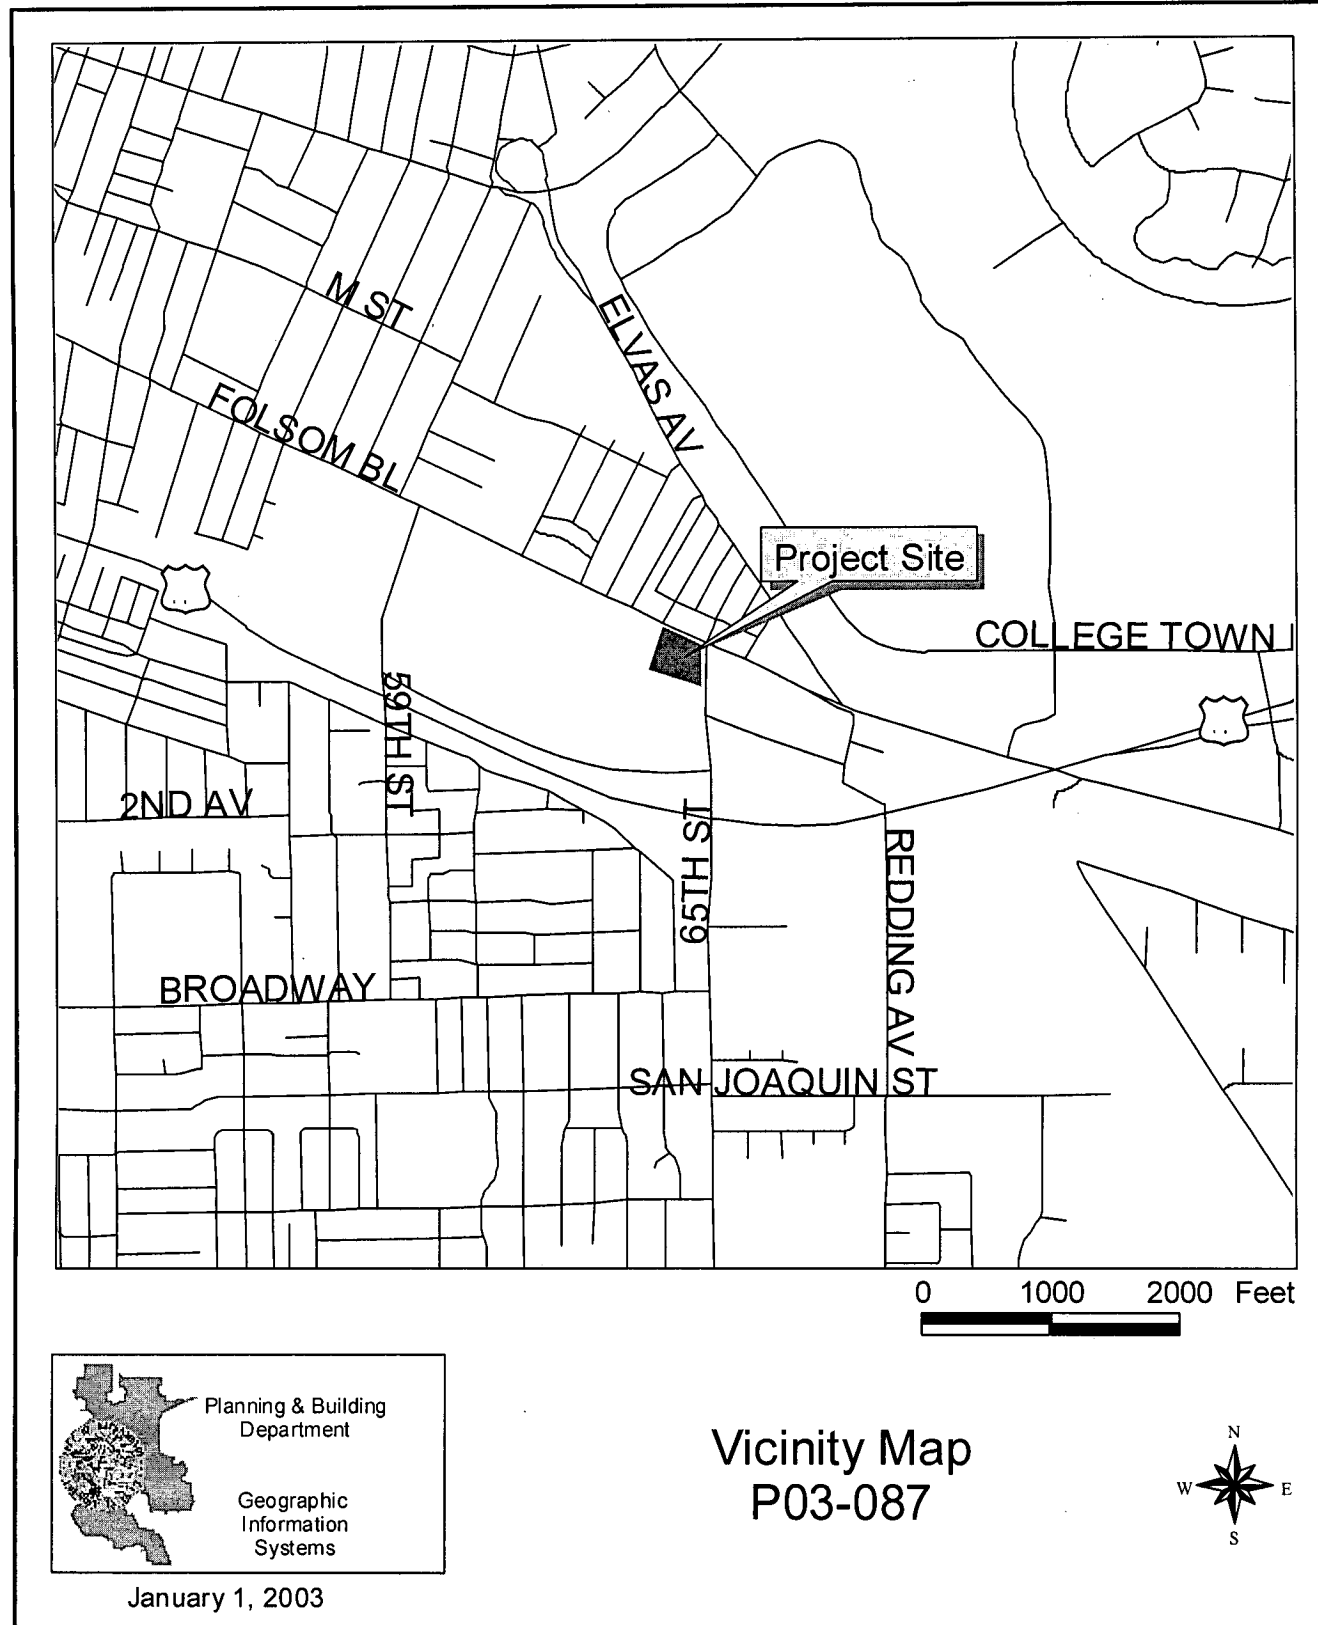 M ST
ELVAS AV
FOLSOM BL
Project Site
COLLEGE TOWN
59TH ST
2ND AV
65TH ST
REDDING AV
BROADWAY
SAN JOAQUIN ST
0 1000 2000 Feet
Planning & Building
Department
Geographic
Information
Systems
January 1, 2003
Vicinity Map
P03-087
N
W E
S